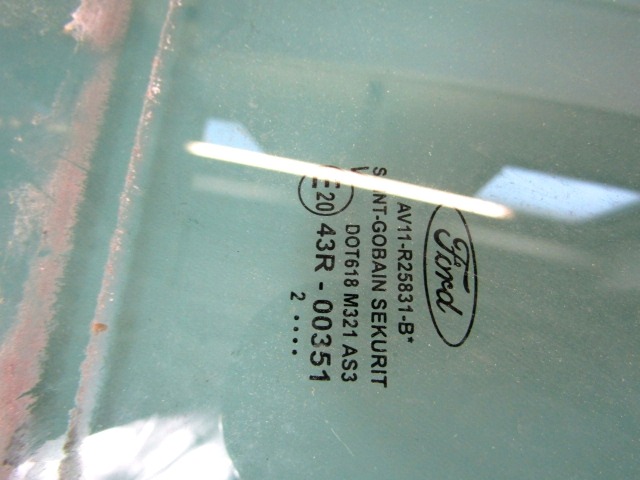 Ford
AV11-R25831-B*
SAINT-GOBAIN SEKURIT
DOT618 M321 AS3
E20 43R - 00351
2 ····